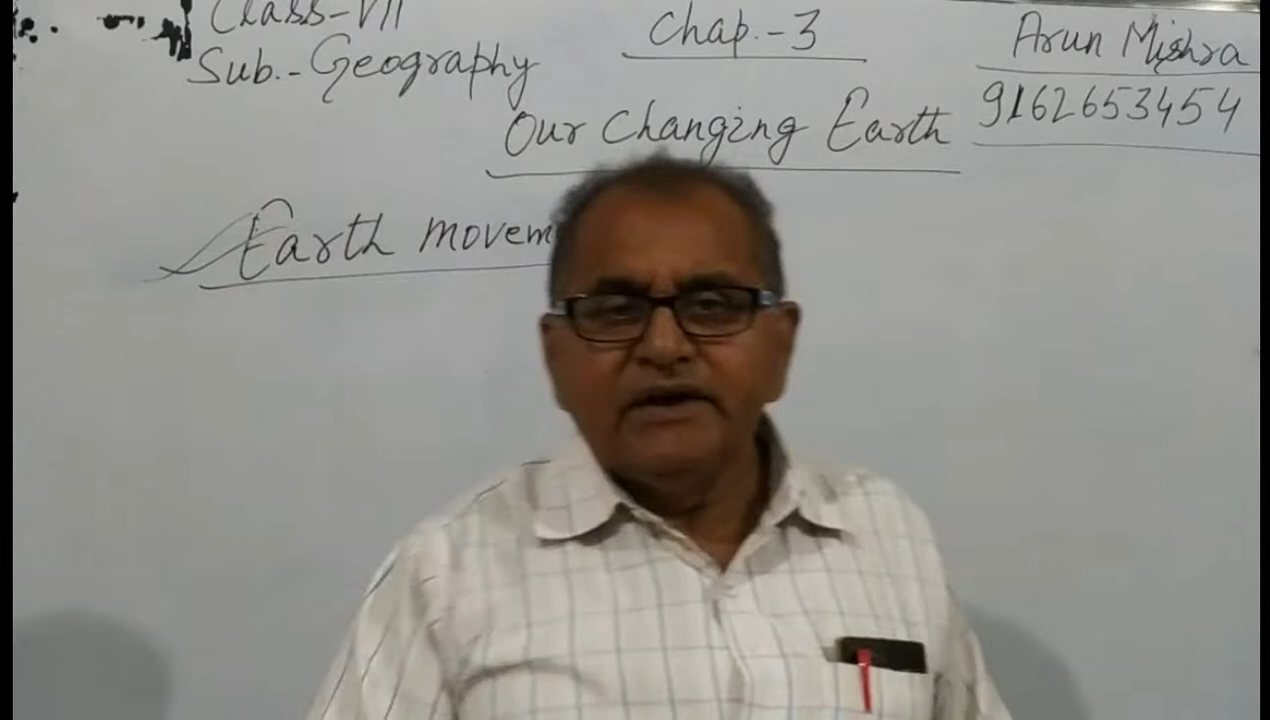 Class-VII
Chap.-3
Arun Mishra
Sub.-Geography
9162653454
Our Changing Earth
Earth movem